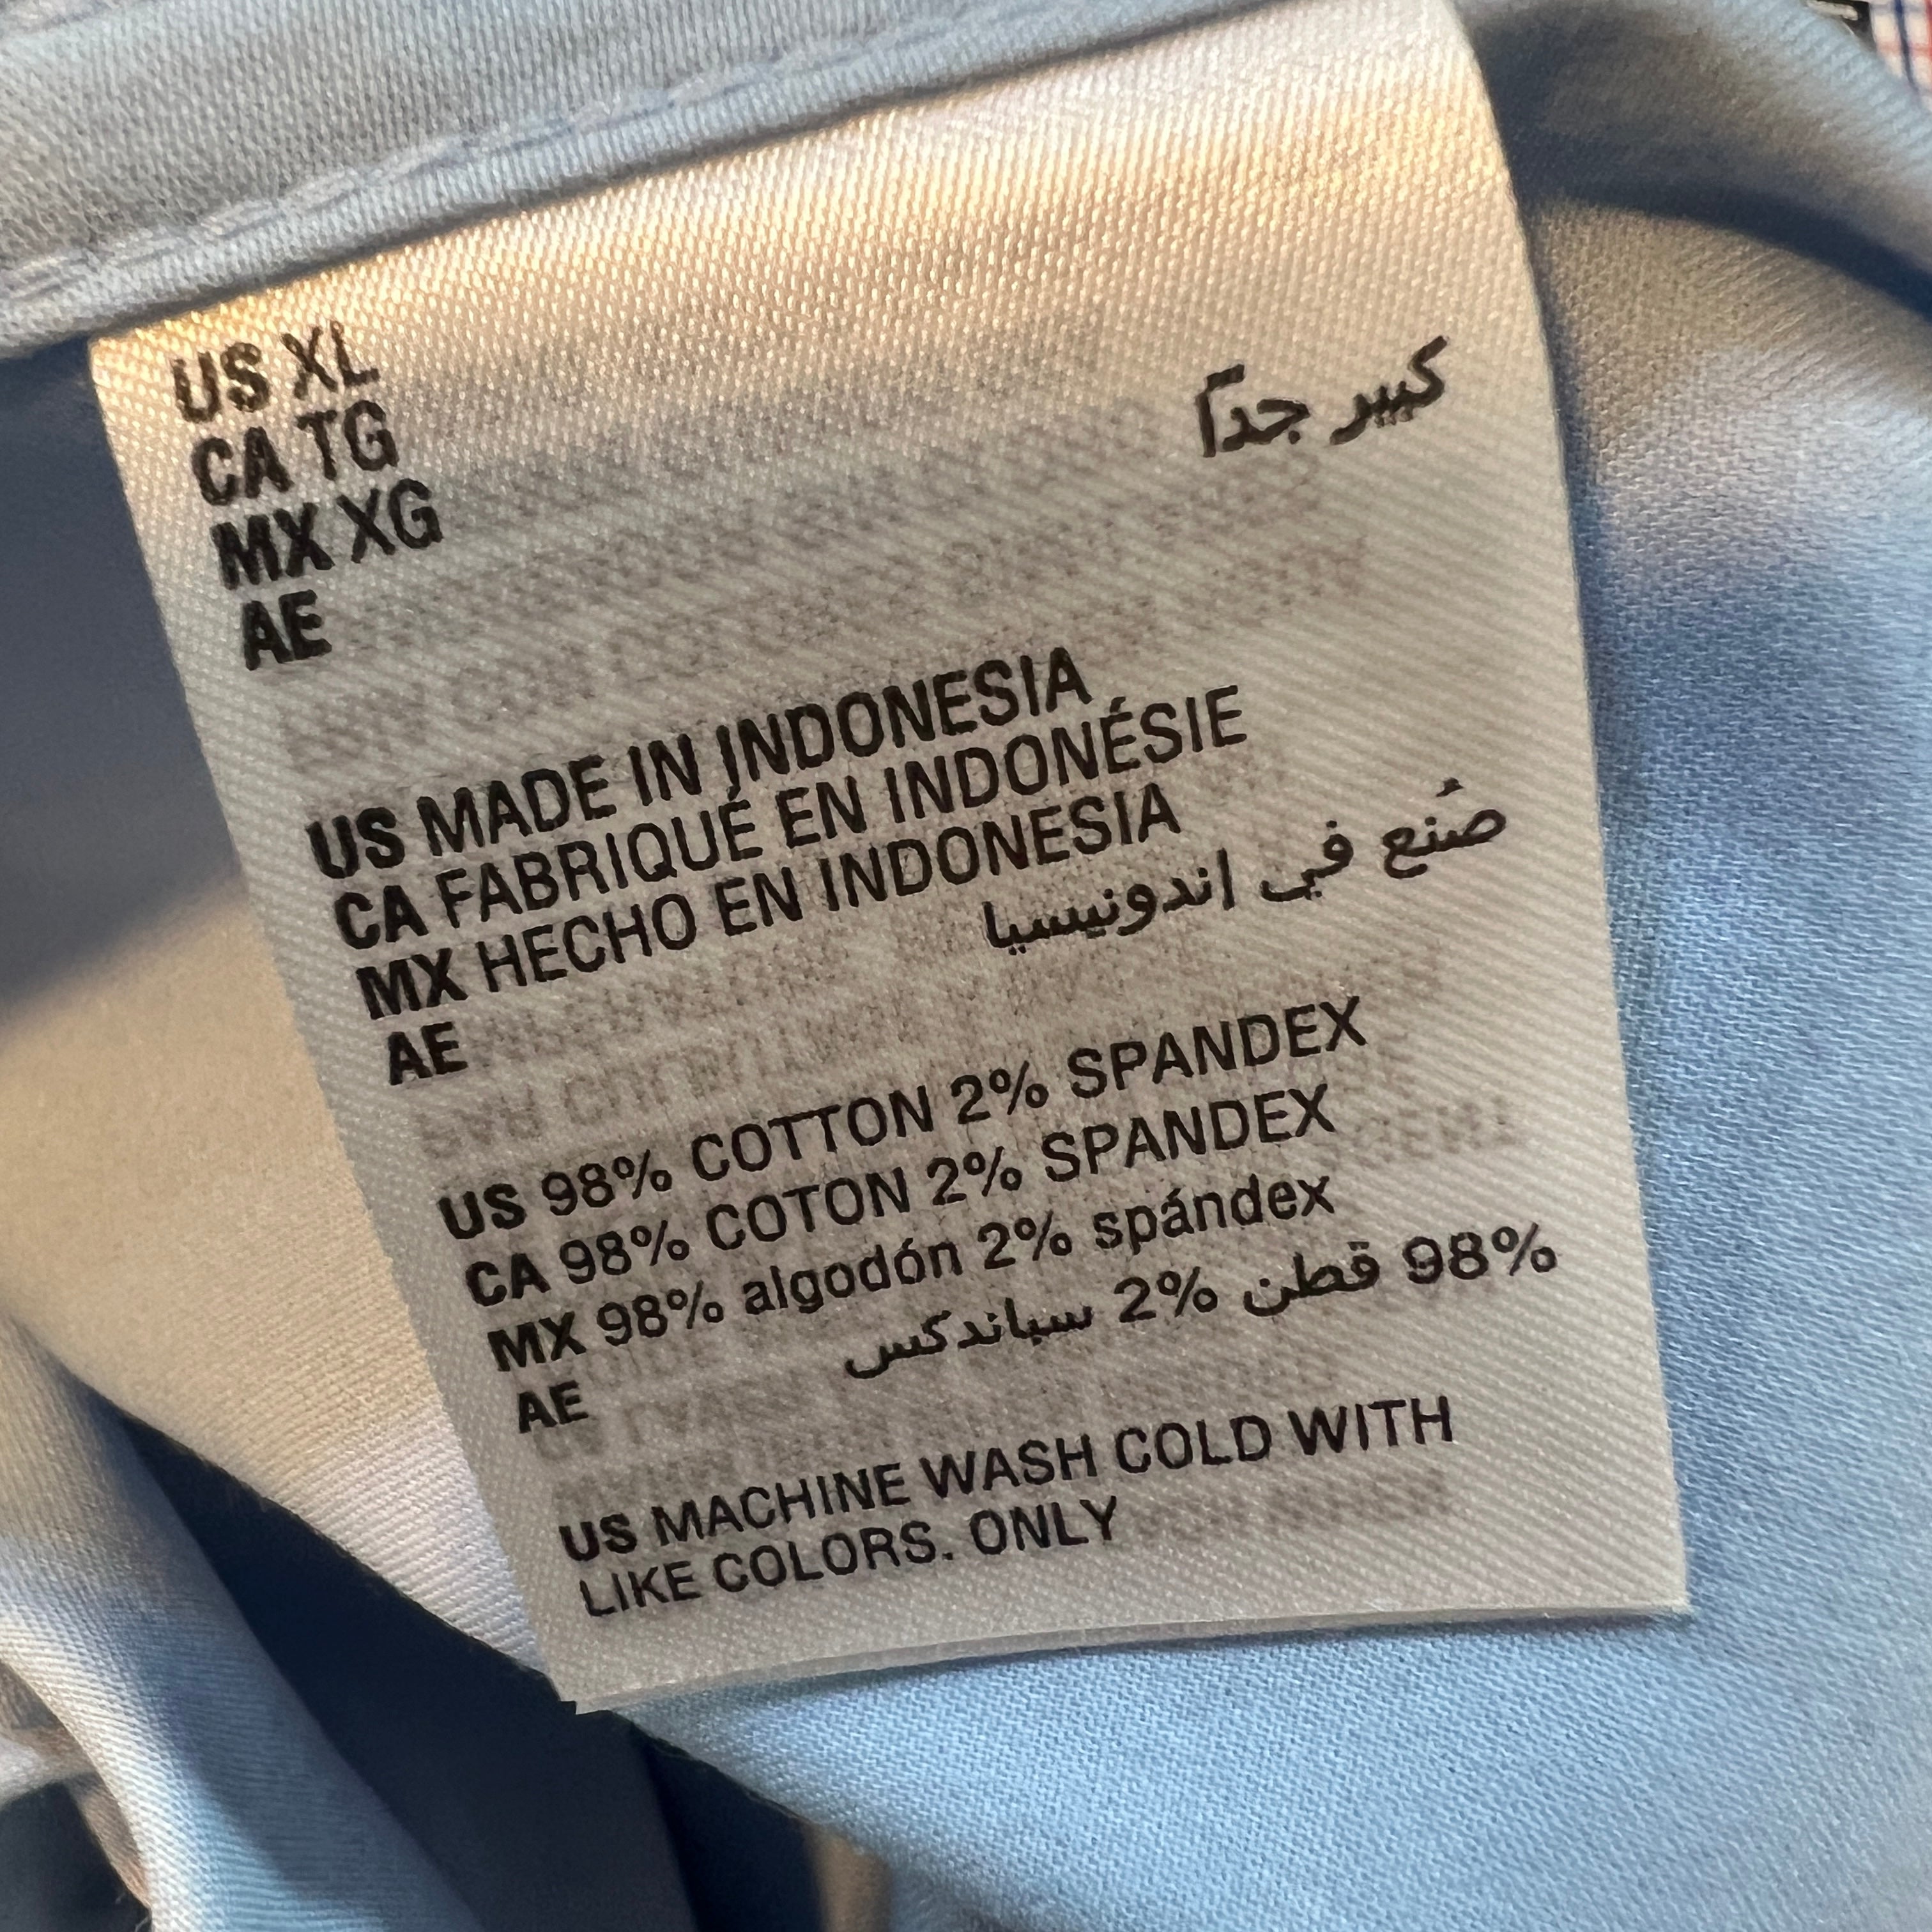 US XL
CA TG
MX XG
AE كبير جداً
US MADE IN INDONESIA
CA FABRIQUÉ EN INDONÉSIE
MX HECHO EN INDONESIA
AE صُنع في اندونيسيا
US 98% COTTON 2% SPANDEX
CA 98% COTON 2% SPANDEX
MX 98% algodón 2% spándex
AE 98% قطن 2% سباندكس
US MACHINE WASH COLD WITH
LIKE COLORS. ONLY